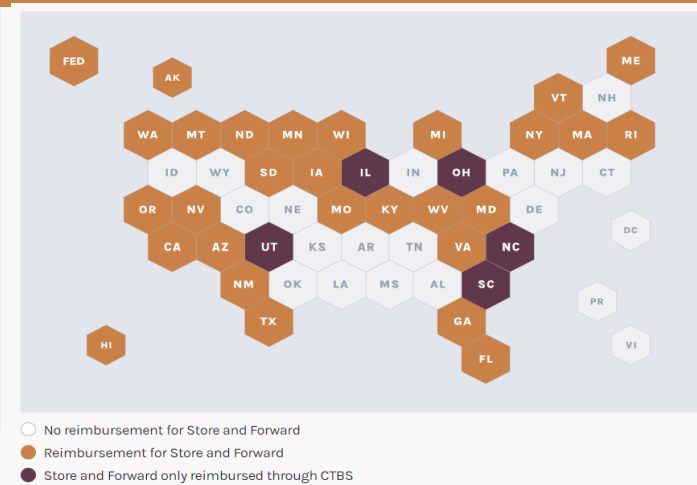 FED
AK
ME
VT NH
WA MT ND MN WI MI NY MA RI
ID WY SD IA IL IN OH PA NJ CT
OR NV CO NE MO KY WV MD DE
DC
CA AZ UT KS AR TN VA NC
NM OK LA MS AL SC
PR
TX GA
HI VI
FL
No reimbursement for Store and Forward
Reimbursement for Store and Forward
Store and Forward only reimbursed through CTBS